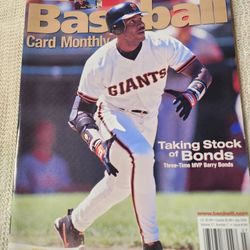 Baseball
Card Monthly
GIANTS
Taking Stock
of Bonds
Three-Time MVP Barry Bonds
www.beckett.com